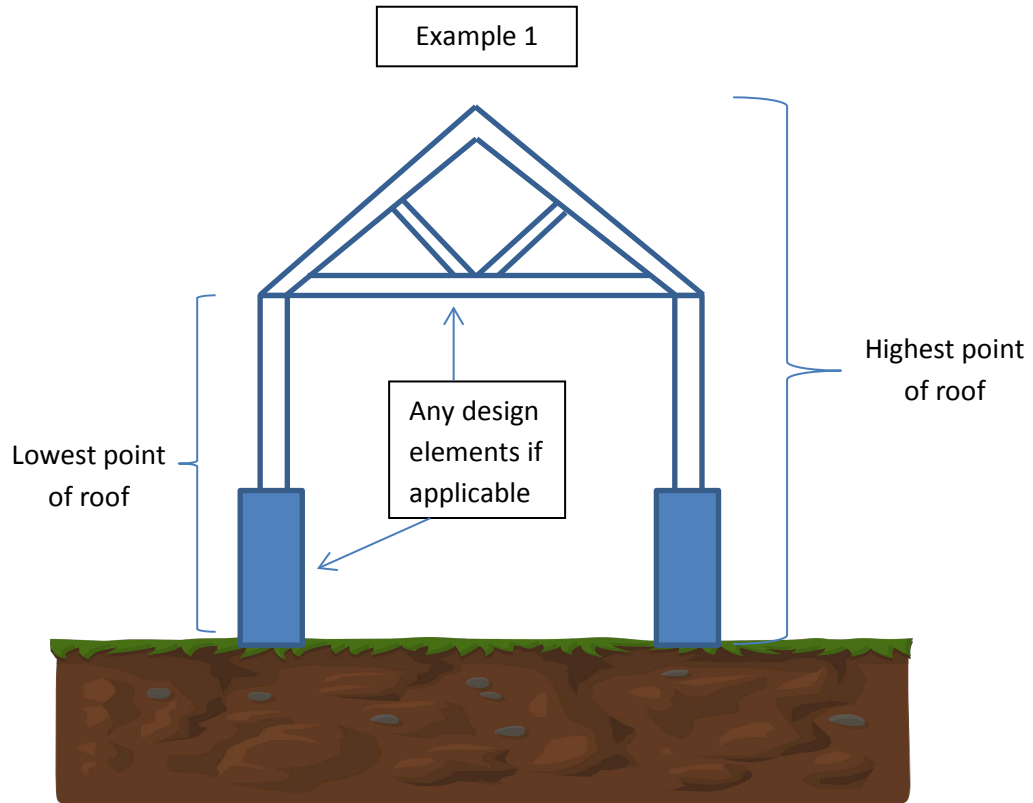 Example 1
Highest point
of roof
Any design
elements if
applicable
Lowest point
of roof